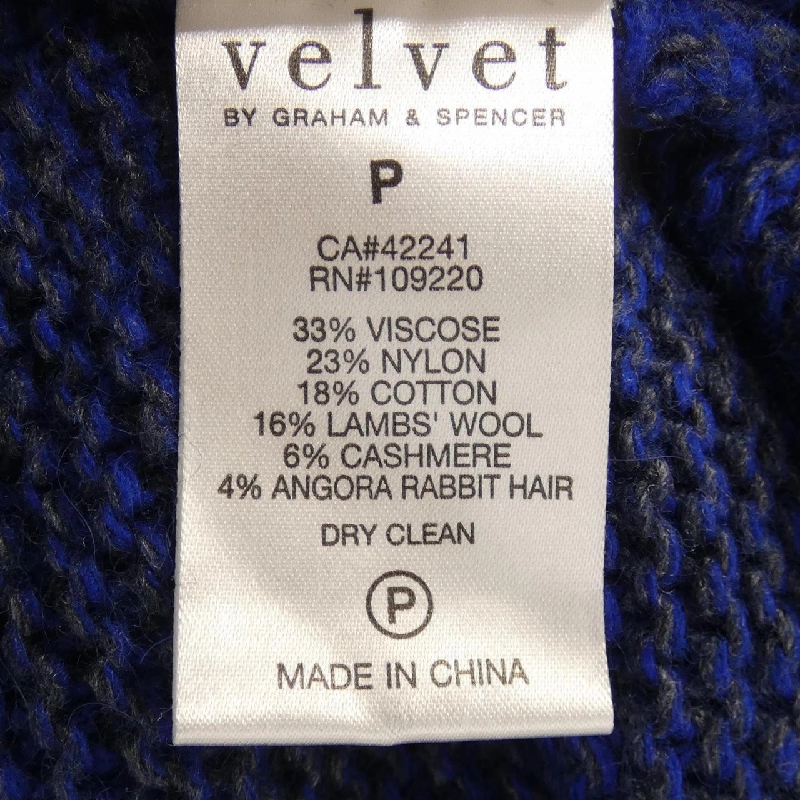 velvet
BY GRAHAM & SPENCER
P
CA#42241
RN#109220
33% VISCOSE
23% NYLON
18% COTTON
16% LAMBS' WOOL
6% CASHMERE
4% ANGORA RABBIT HAIR
DRY CLEAN
P
MADE IN CHINA